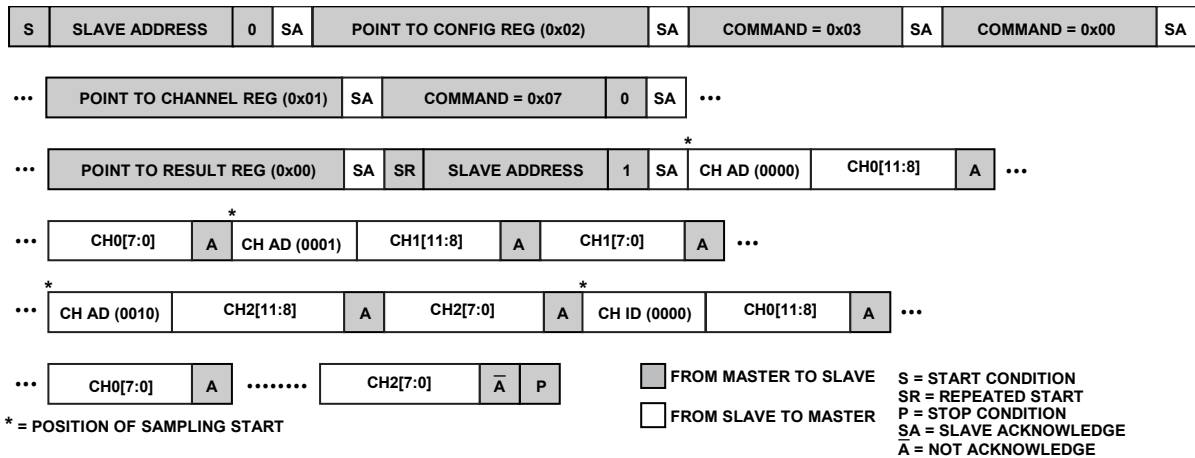 S SLAVE ADDRESS 0 SA POINT TO CONFIG REG (0x02) SA COMMAND = 0x03 SA COMMAND = 0x00 SA
••• POINT TO CHANNEL REG (0x01) SA COMMAND = 0x07 0 SA •••
*
••• POINT TO RESULT REG (0x00) SA SR SLAVE ADDRESS 1 SA CH AD (0000) CH0[11:8] A •••
*
••• CH0[7:0] A CH AD (0001) CH1[11:8] A CH1[7:0] A •••
* *
CH AD (0010) CH2[11:8] A CH2[7:0] A CH ID (0000) CH0[11:8] A •••
••• CH0[7:0] A •••••••• CH2[7:0] A̅ P
* = POSITION OF SAMPLING START
FROM MASTER TO SLAVE
FROM SLAVE TO MASTER
S = START CONDITION
SR = REPEATED START
P = STOP CONDITION
SA = SLAVE ACKNOWLEDGE
A̅ = NOT ACKNOWLEDGE